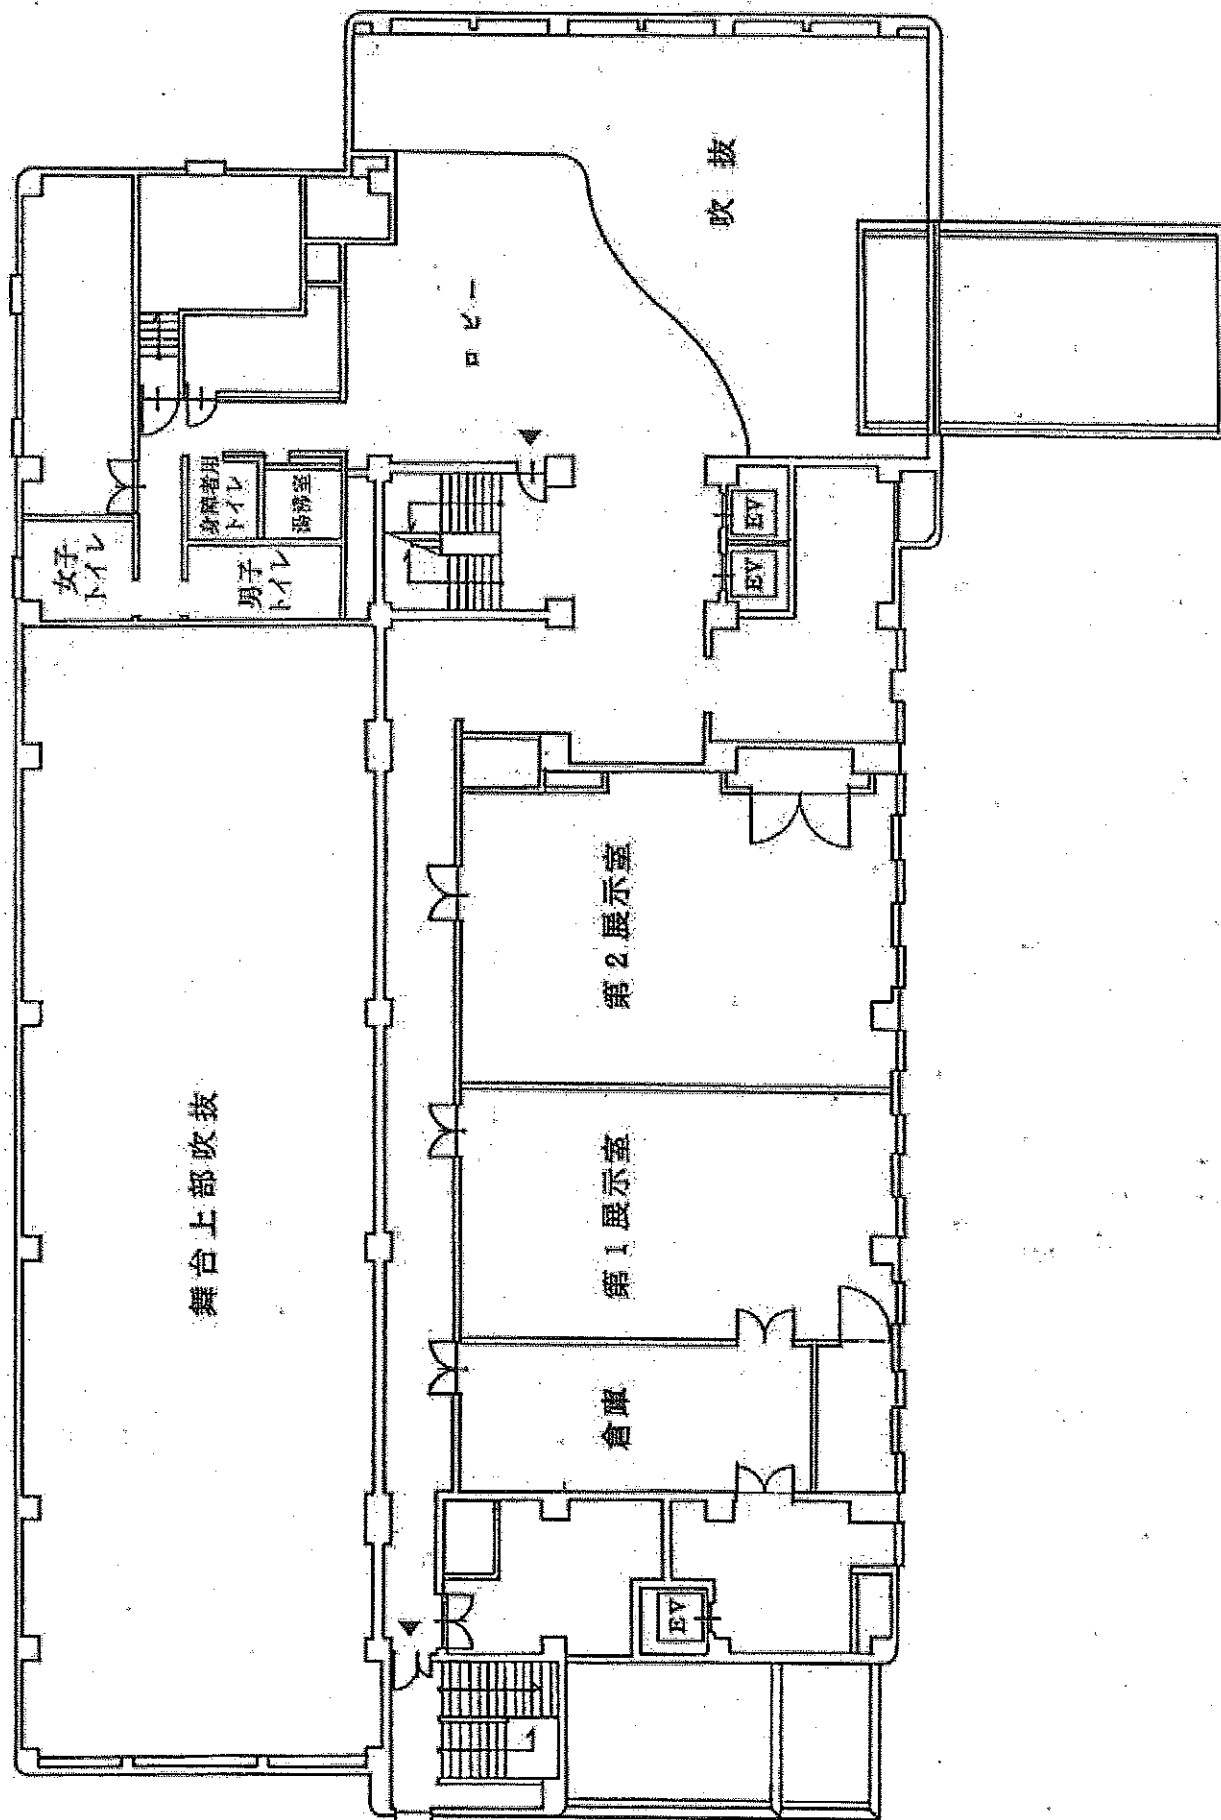 女子
トイレ
男子
トイレ
身障者用
トイレ
湯沸室
ロビー
吹抜
EV
EV
舞台上部吹抜
倉庫
第1展示室
第2展示室
EV